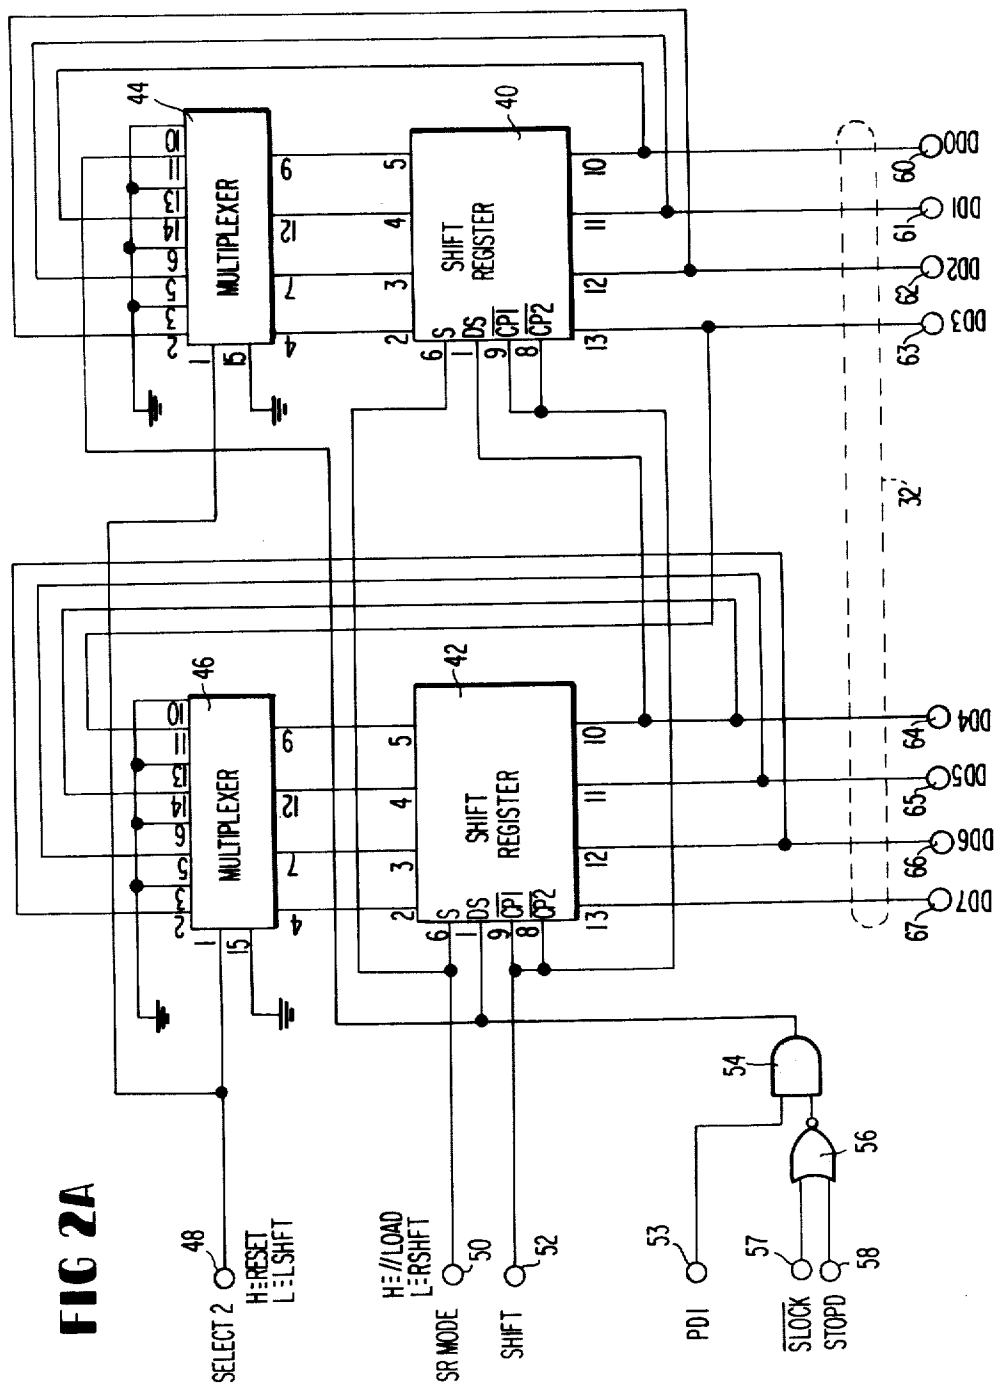 FIG 2A
SELECT 2
H≡RESET
L≡LSHFT
48
SR MODE
H≡//LOAD
L≡RSHFT
50
SHIFT
52
PDI
53
SLOCK
57
STOPD
58
56
54
MULTIPLEXER
46
2 3 5 6 14 13 11 10
1
15
4 7 12 9
SHIFT
REGISTER
42
2 3 4 5
6 S
1 DS
9 CP1
8 CP2
13 12 11 10
MULTIPLEXER
44
2 3 5 6 14 13 11 10
1
15
4 7 12 9
SHIFT
REGISTER
40
2 3 4 5
6 S
1 DS
9 CP1
8 CP2
13 12 11 10
32'
67 66 65 64 63 62 61 60
DD7 DD6 DD5 DD4 DD3 DD2 DD1 DD0